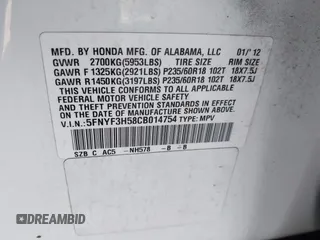 MFD. BY HONDA MFG. OF ALABAMA, LLC 01/'12
GVWR 2700KG(5953LBS) TIRE SIZE RIM SIZE
GAWR F 1325KG(2921LBS) P235/60R18 102T 18X7.5J
GAWR R 1450KG(3197LBS) P235/60R18 102T 18X7.5J
THIS VEHICLE CONFORMS TO ALL APPLICABLE
FEDERAL MOTOR VEHICLE SAFETY AND THEFT
PREVENTION STANDARDS IN EFFECT ON THE
DATE OF MANUFACTURE SHOWN ABOVE.
V.I.N.: 5FNYF3H58CB014754 TYPE: MPV
SZB C AC5 -NH578 -B -8
DREAMBID